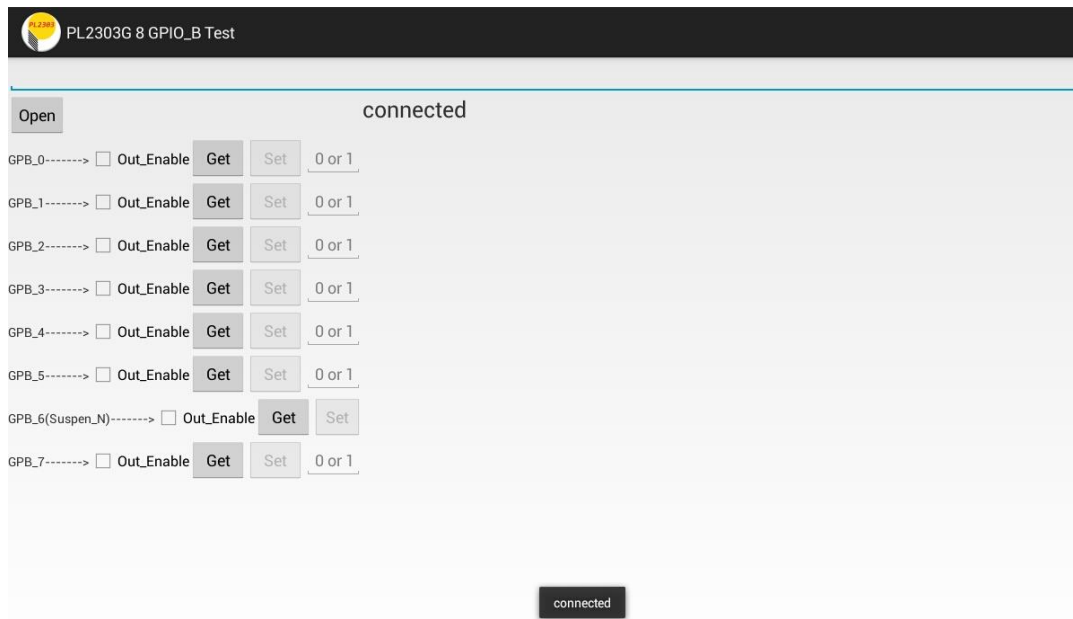 PL2303
PL2303G 8 GPIO_B Test
Open connected
GPB_0-------> Out_Enable Get Set 0 or 1
GPB_1-------> Out_Enable Get Set 0 or 1
GPB_2-------> Out_Enable Get Set 0 or 1
GPB_3-------> Out_Enable Get Set 0 or 1
GPB_4-------> Out_Enable Get Set 0 or 1
GPB_5-------> Out_Enable Get Set 0 or 1
GPB_6(Suspen_N)-------> Out_Enable Get Set
GPB_7-------> Out_Enable Get Set 0 or 1
connected